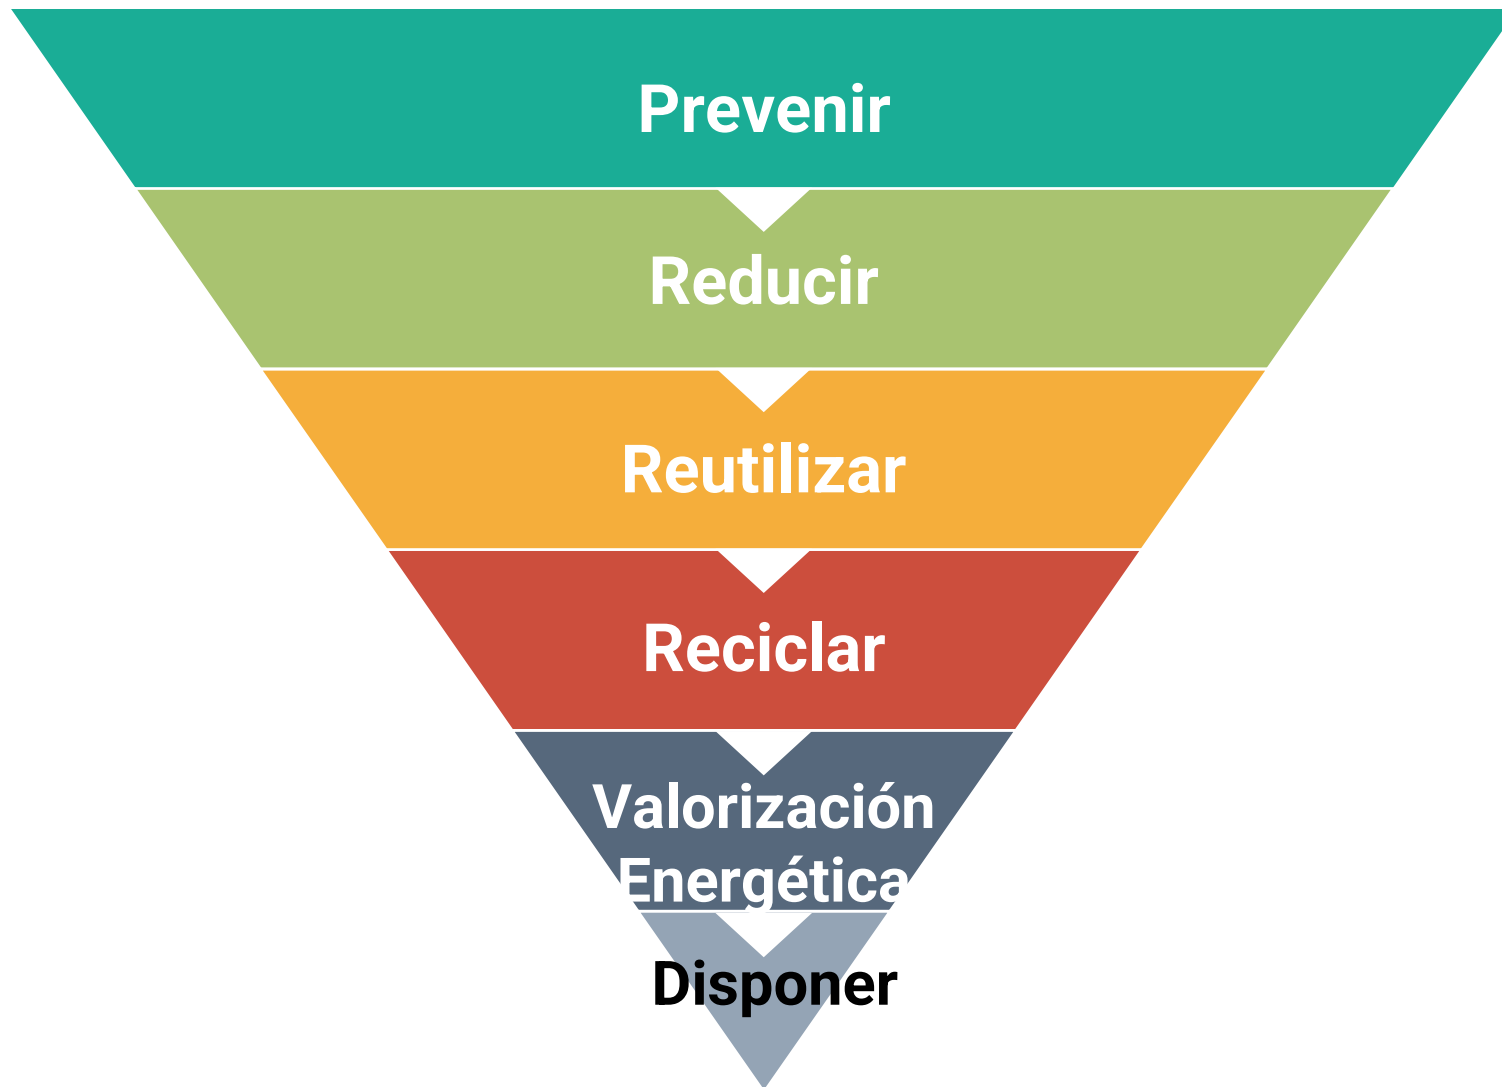 Prevenir
Reducir
Reutilizar
Reciclar
Valorización
Energética
Disponer